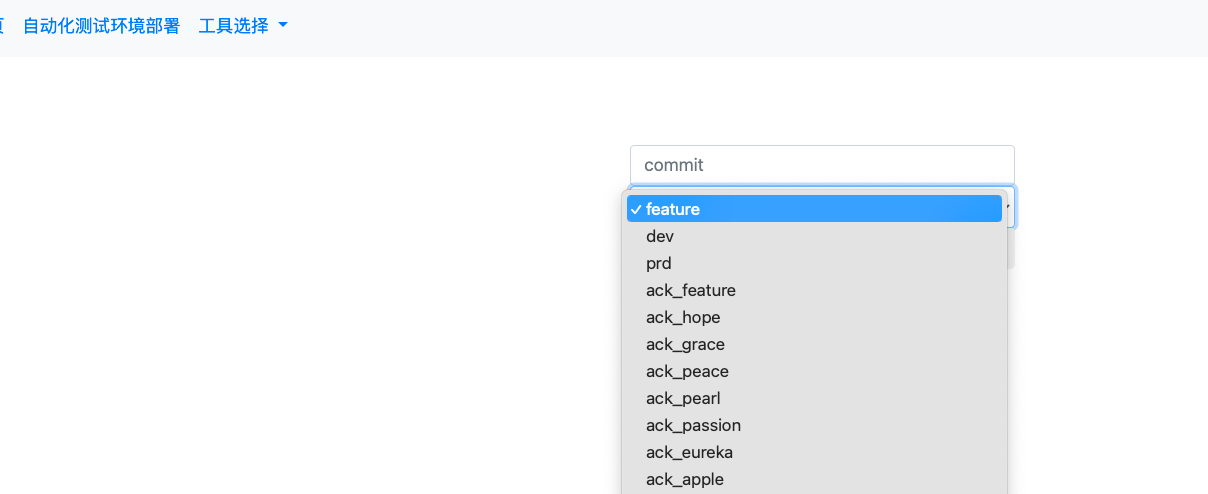 自动化测试环境部署 工具选择
commit
feature
dev
prd
ack_feature
ack_hope
ack_grace
ack_peace
ack_pearl
ack_passion
ack_eureka
ack_apple